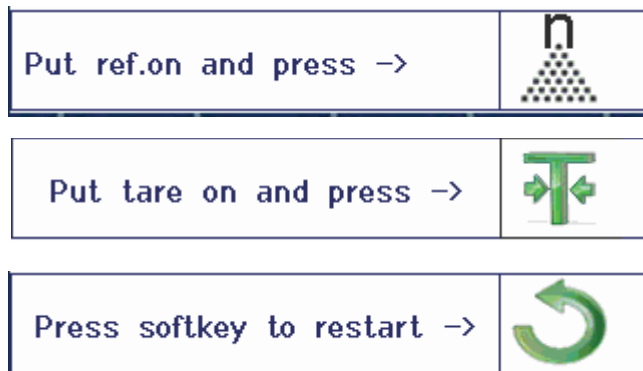 Put ref.on and press –> n
Put tare on and press –> T
Press softkey to restart –>